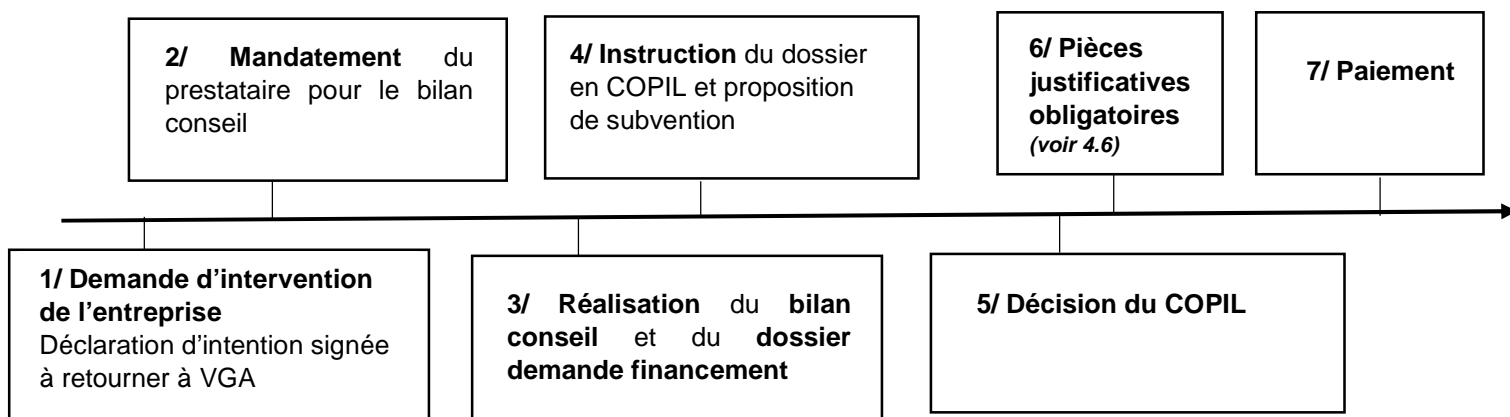 2/ Mandatement du
prestataire pour le bilan
conseil
4/ Instruction du dossier
en COPIL et proposition
de subvention
6/ Pièces
justificatives
obligatoires
(voir 4.6)
7/ Paiement
1/ Demande d’intervention
de l’entreprise
Déclaration d’intention signée
à retourner à VGA
3/ Réalisation du bilan
conseil et du dossier
demande financement
5/ Décision du COPIL